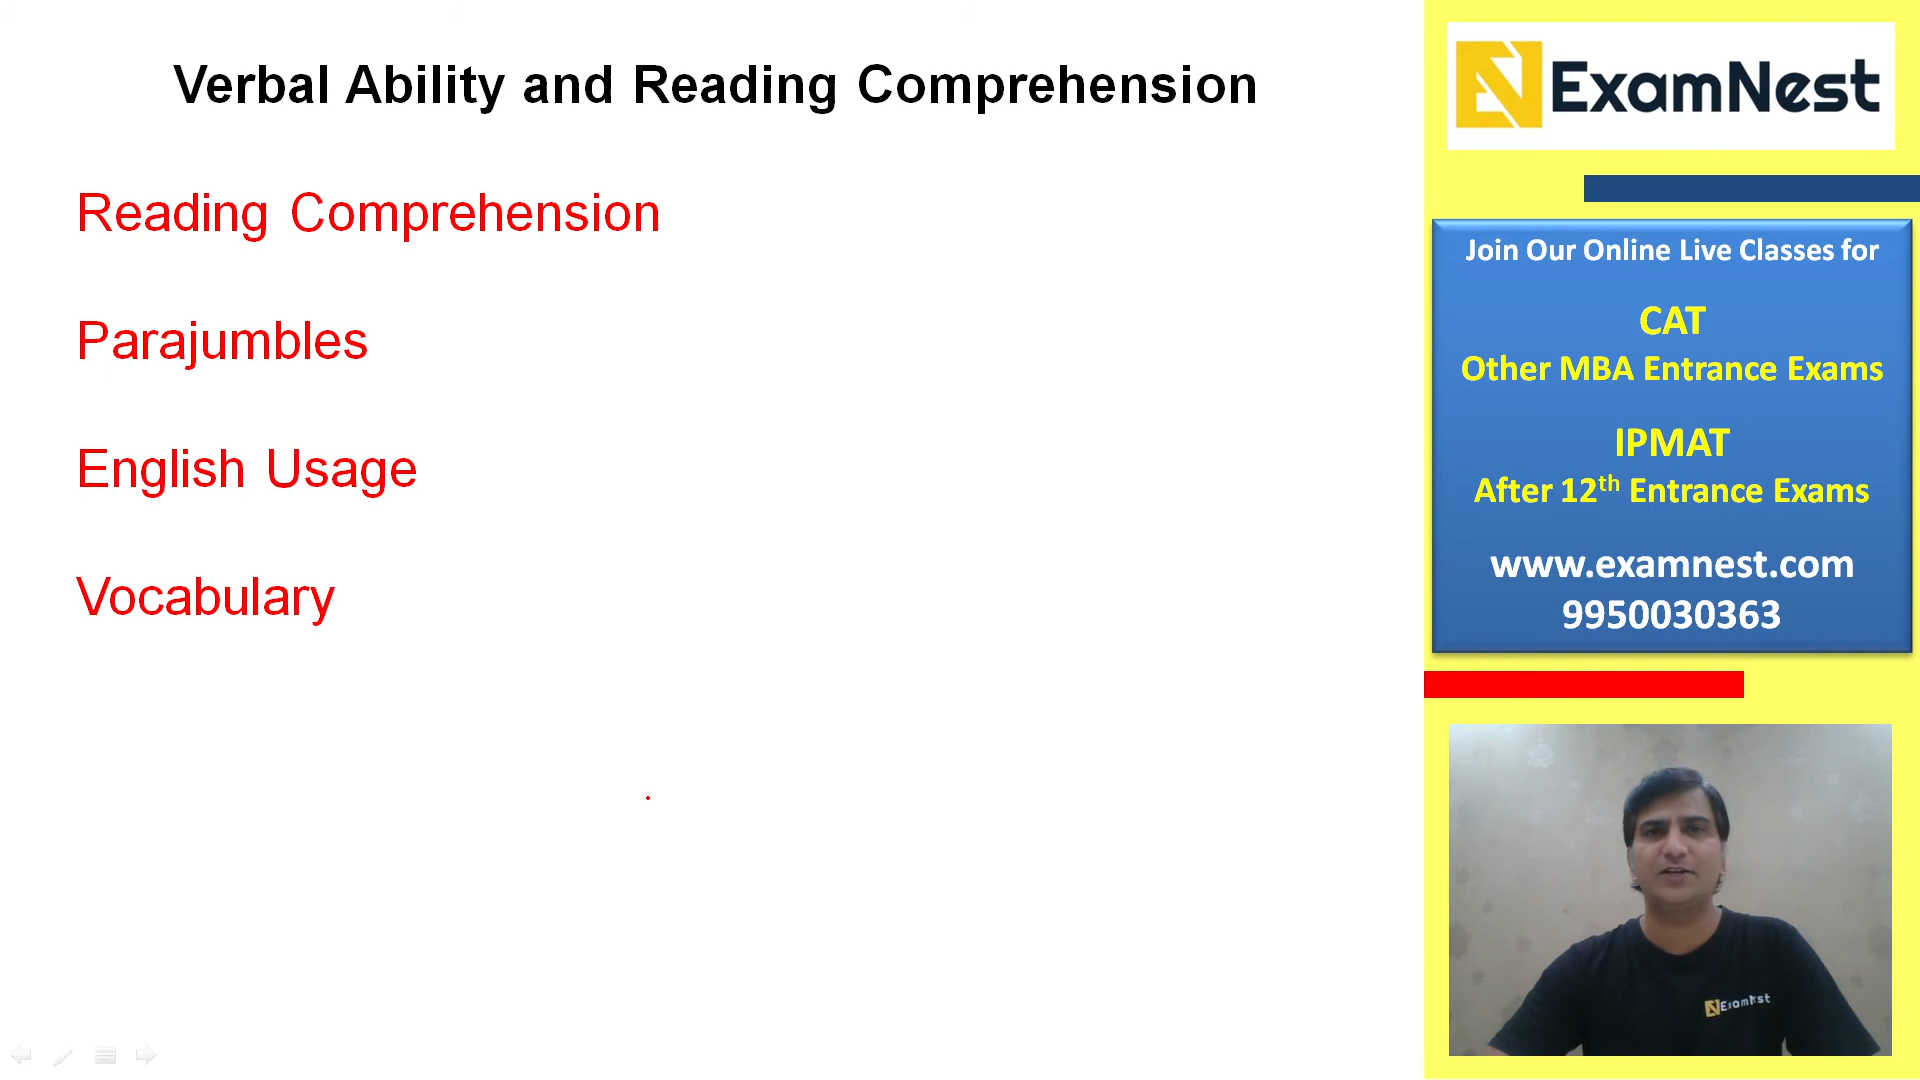 Verbal Ability and Reading Comprehension
Reading Comprehension
Parajumbles
English Usage
Vocabulary
ExamNest
Join Our Online Live Classes for
CAT
Other MBA Entrance Exams
IPMAT
After 12th Entrance Exams
www.examnest.com
9950030363
ExamNest